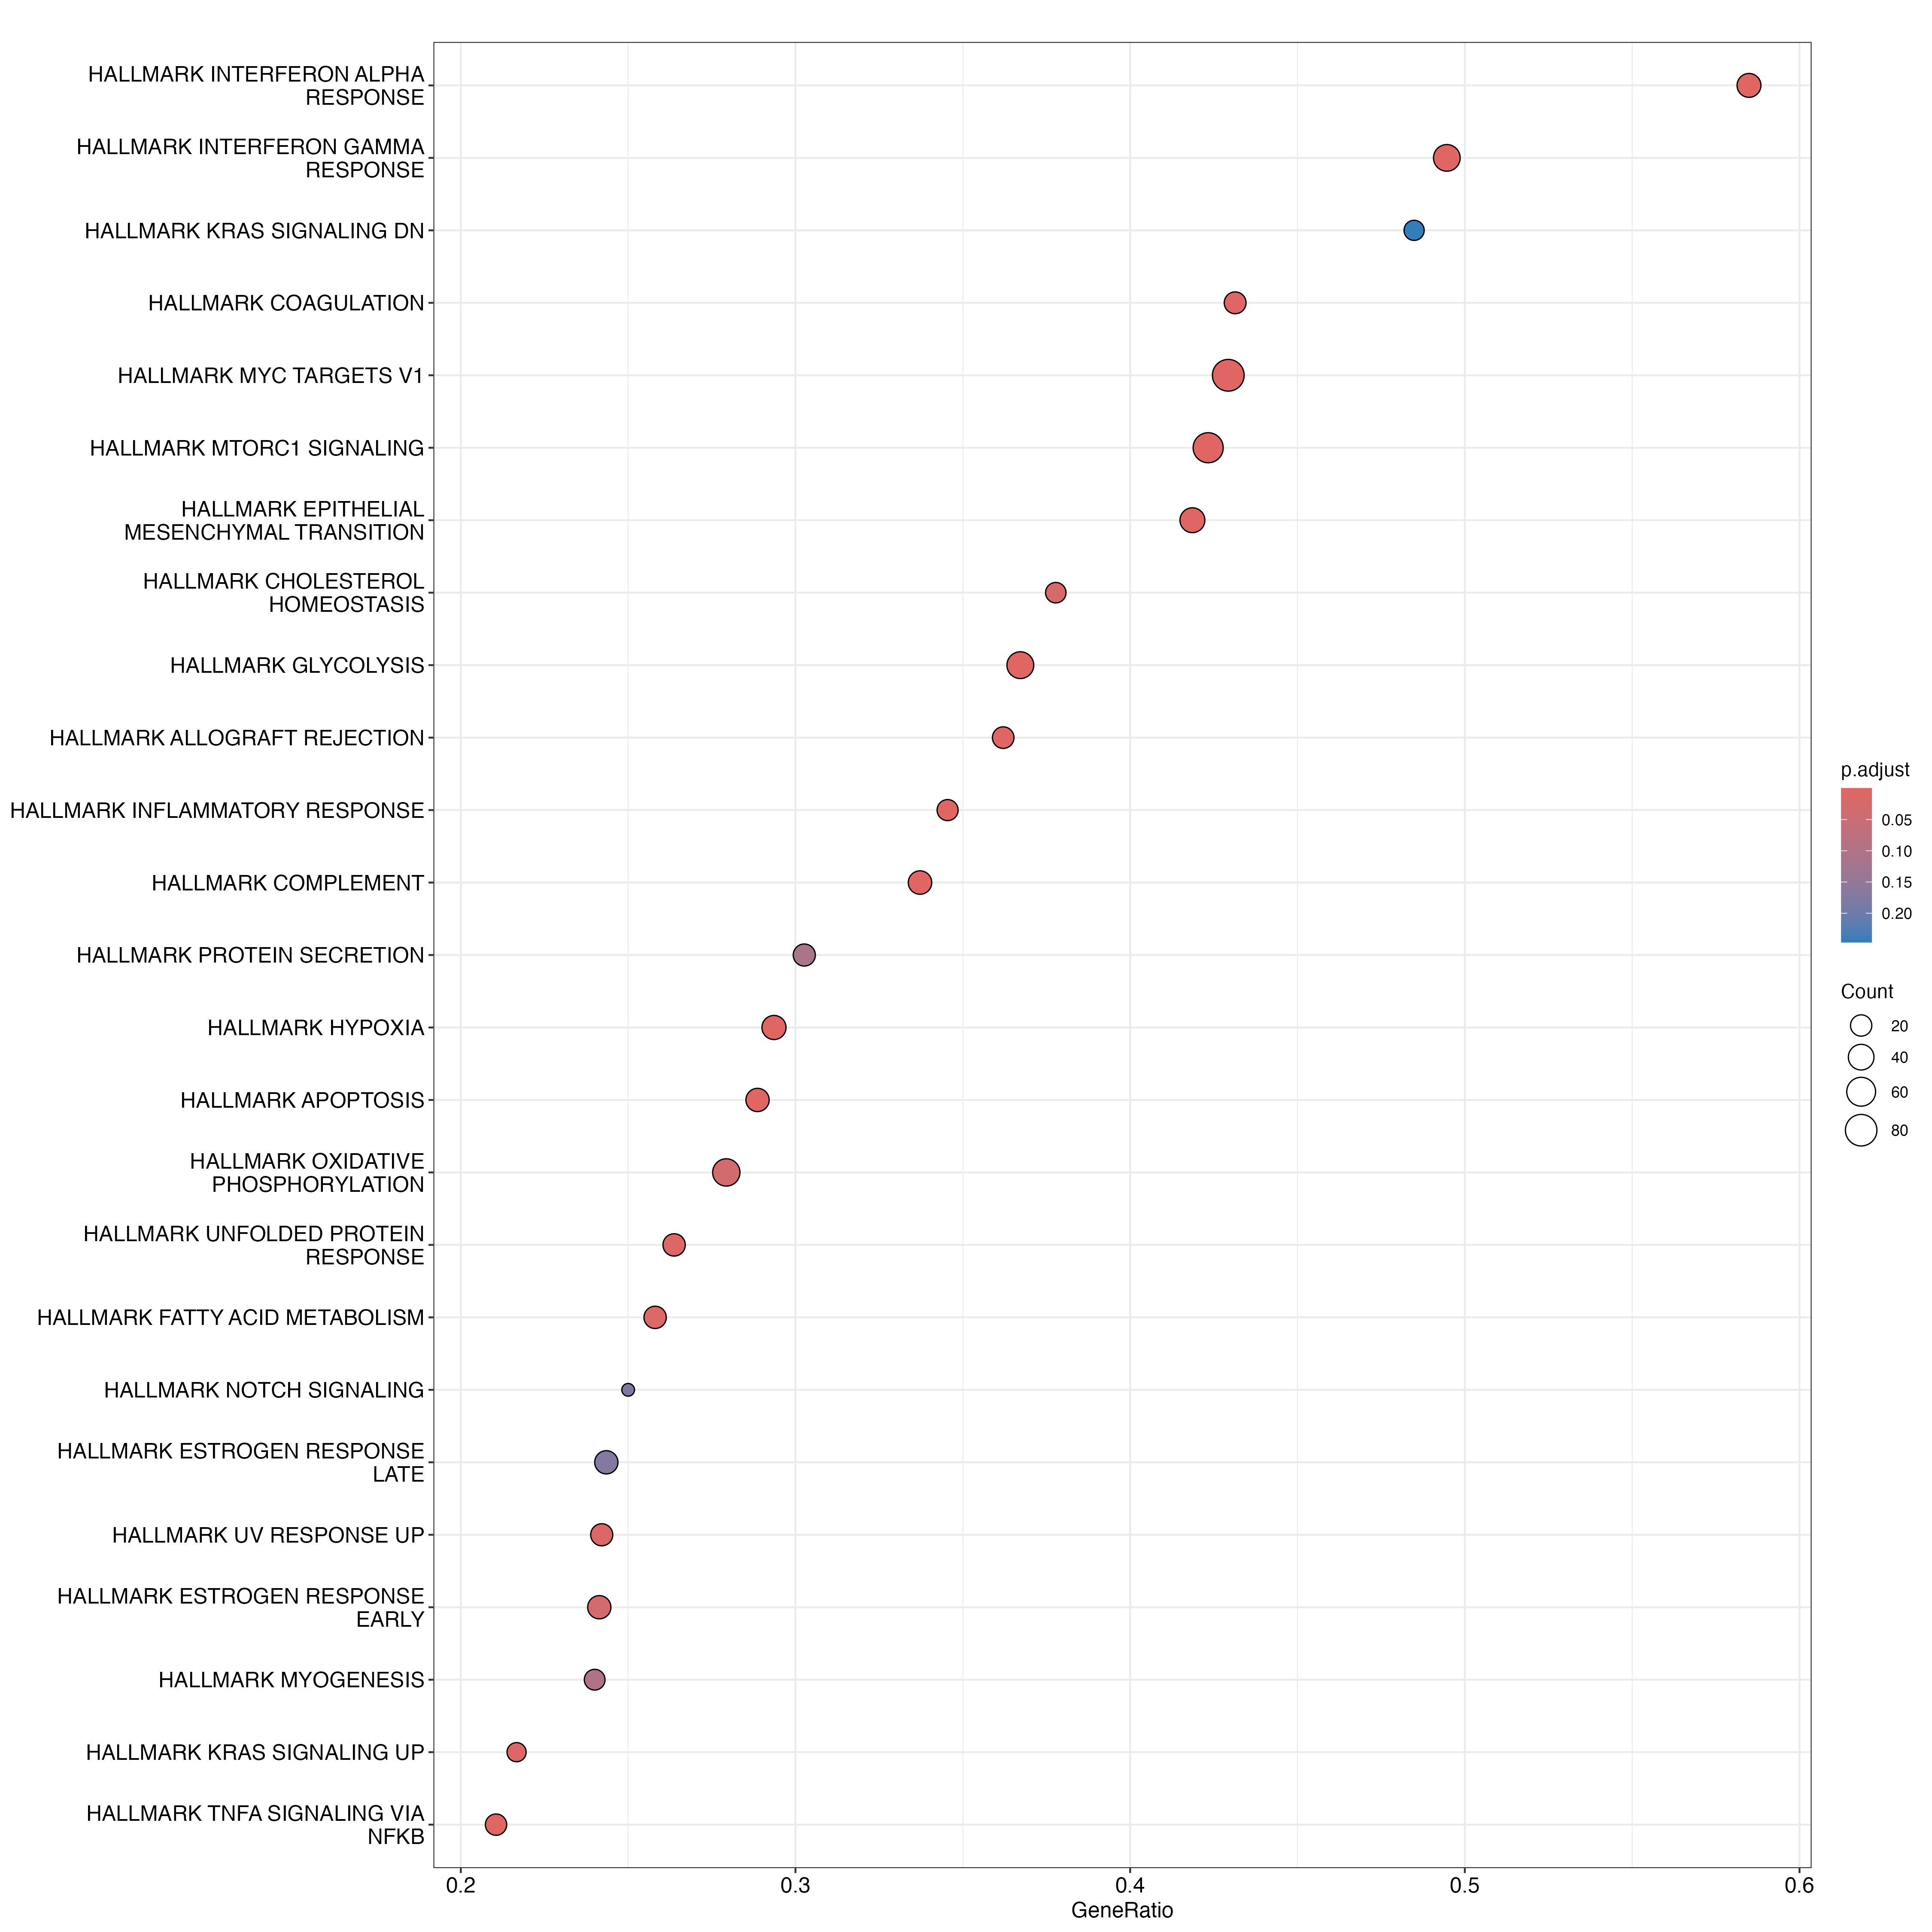 HALLMARK INTERFERON ALPHA
RESPONSE
HALLMARK INTERFERON GAMMA
RESPONSE
HALLMARK KRAS SIGNALING DN
HALLMARK COAGULATION
HALLMARK MYC TARGETS V1
HALLMARK MTORC1 SIGNALING
HALLMARK EPITHELIAL
MESENCHYMAL TRANSITION
HALLMARK CHOLESTEROL
HOMEOSTASIS
HALLMARK GLYCOLYSIS
HALLMARK ALLOGRAFT REJECTION
HALLMARK INFLAMMATORY RESPONSE
HALLMARK COMPLEMENT
HALLMARK PROTEIN SECRETION
HALLMARK HYPOXIA
HALLMARK APOPTOSIS
HALLMARK OXIDATIVE
PHOSPHORYLATION
HALLMARK UNFOLDED PROTEIN
RESPONSE
HALLMARK FATTY ACID METABOLISM
HALLMARK NOTCH SIGNALING
HALLMARK ESTROGEN RESPONSE
LATE
HALLMARK UV RESPONSE UP
HALLMARK ESTROGEN RESPONSE
EARLY
HALLMARK MYOGENESIS
HALLMARK KRAS SIGNALING UP
HALLMARK TNFA SIGNALING VIA
NFKB
0.2 0.3 0.4 0.5 0.6
GeneRatio
p.adjust
0.05
0.10
0.15
0.20
Count
20
40
60
80